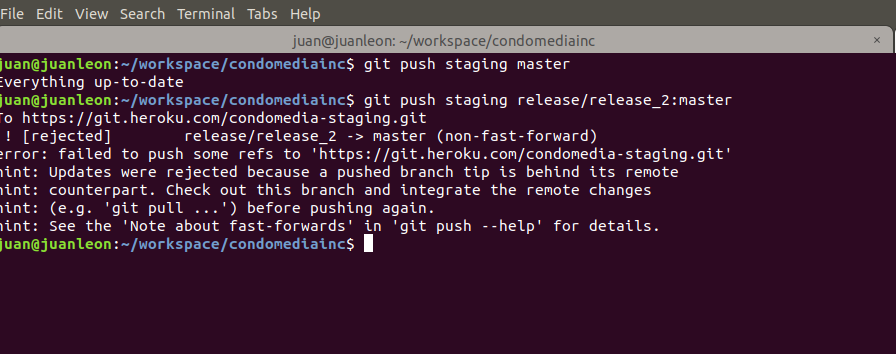 File Edit View Search Terminal Tabs Help
juan@juanleon: ~/workspace/condomediainc ×
juan@juanleon:~/workspace/condomediainc$ git push staging master
Everything up-to-date
juan@juanleon:~/workspace/condomediainc$ git push staging release/release_2:master
To https://git.heroku.com/condomedia-staging.git
! [rejected]        release/release_2 -> master (non-fast-forward)
error: failed to push some refs to 'https://git.heroku.com/condomedia-staging.git'
hint: Updates were rejected because a pushed branch tip is behind its remote
hint: counterpart. Check out this branch and integrate the remote changes
hint: (e.g. 'git pull ...') before pushing again.
hint: See the 'Note about fast-forwards' in 'git push --help' for details.
juan@juanleon:~/workspace/condomediainc$